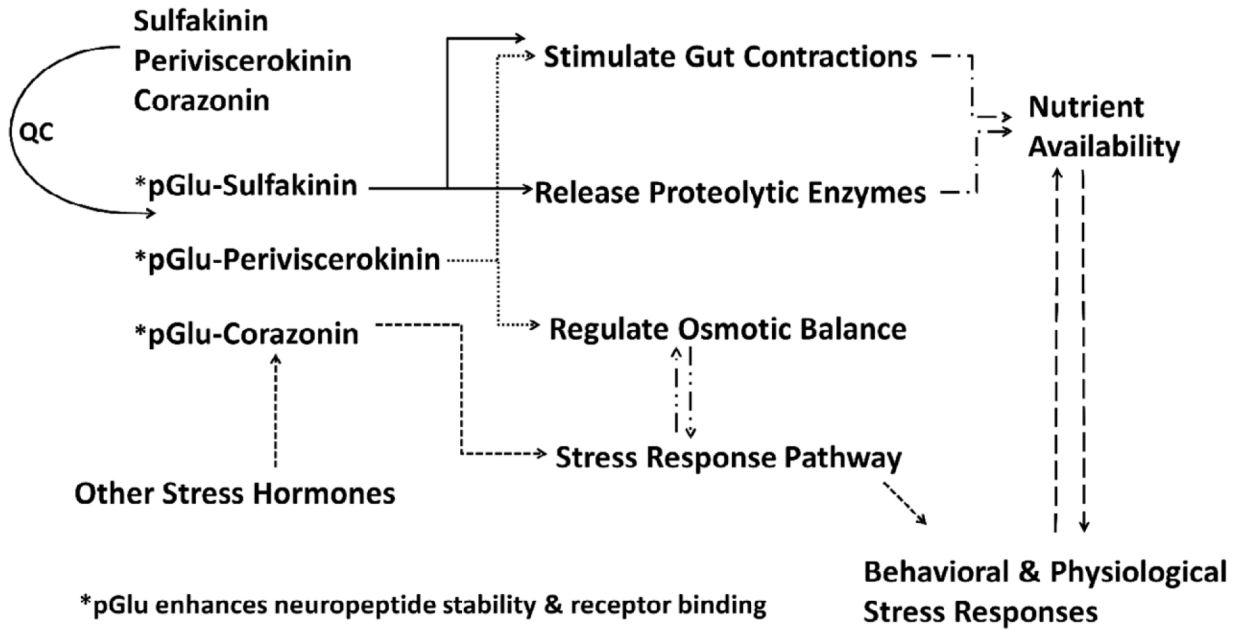 Sulfakinin
Periviscerokinin
Corazonin
QC
*pGlu-Sulfakinin
*pGlu-Periviscerokinin
*pGlu-Corazonin
Other Stress Hormones
Stimulate Gut Contractions
Release Proteolytic Enzymes
Regulate Osmotic Balance
Stress Response Pathway
Nutrient
Availability
Behavioral & Physiological
Stress Responses
*pGlu enhances neuropeptide stability & receptor binding